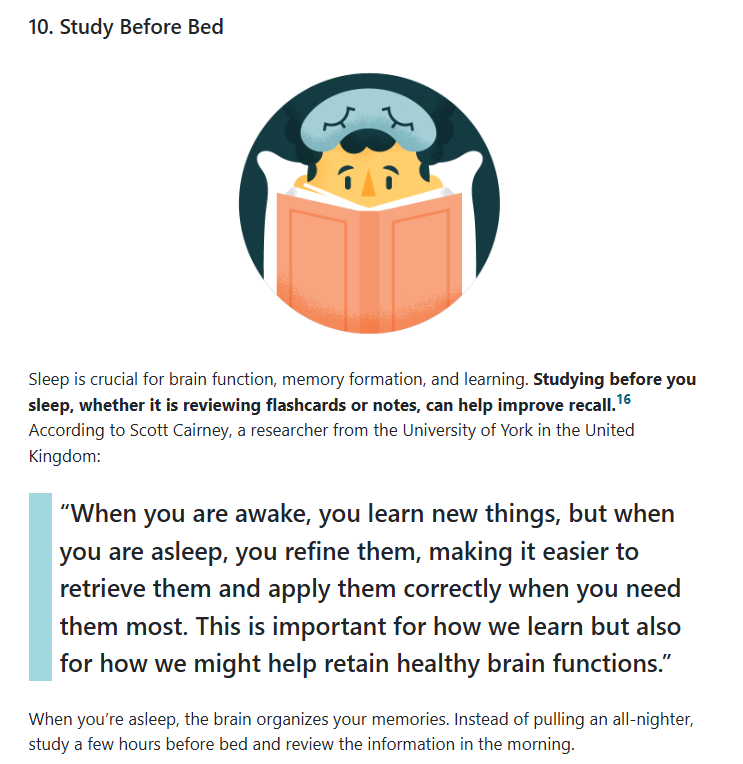 10. Study Before Bed
Sleep is crucial for brain function, memory formation, and learning. Studying before you
sleep, whether it is reviewing flashcards or notes, can help improve recall.16
According to Scott Cairney, a researcher from the University of York in the United
Kingdom:
“When you are awake, you learn new things, but when
you are asleep, you refine them, making it easier to
retrieve them and apply them correctly when you need
them most. This is important for how we learn but also
for how we might help retain healthy brain functions.”
When you’re asleep, the brain organizes your memories. Instead of pulling an all-nighter,
study a few hours before bed and review the information in the morning.